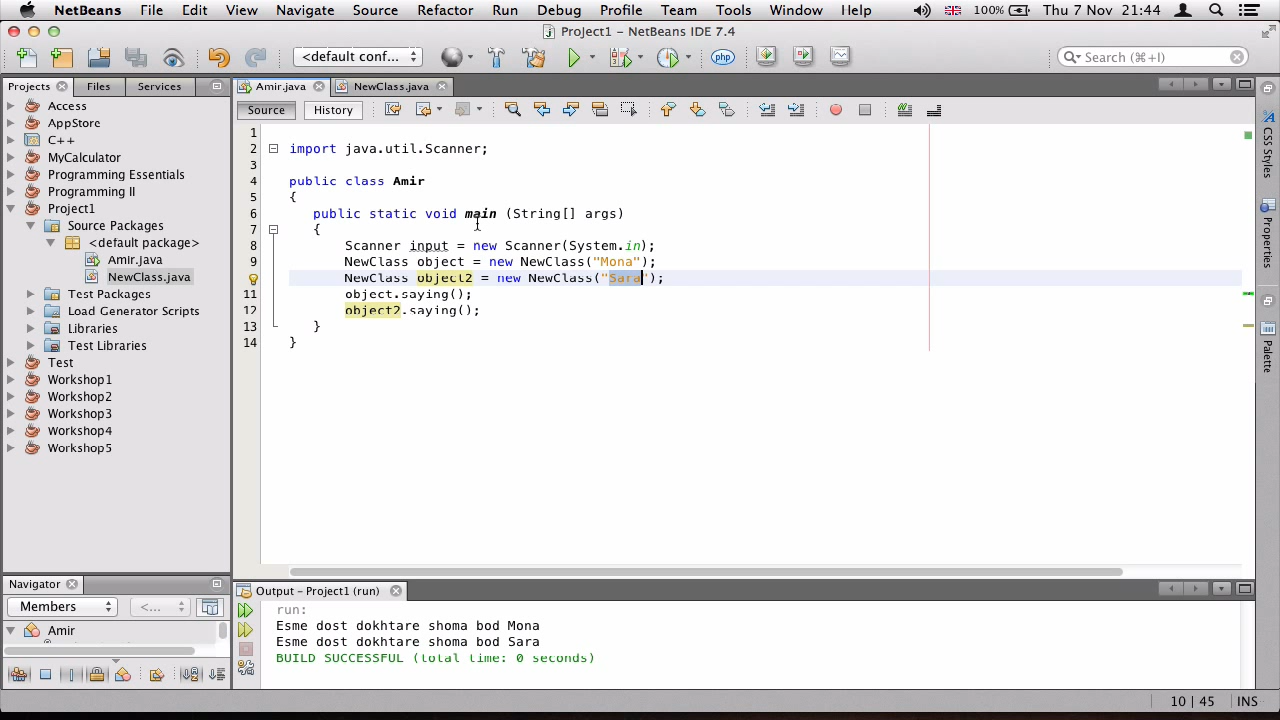 NetBeans File Edit View Navigate Source Refactor Run Debug Profile Team Tools Window Help 100% Thu 7 Nov 21:44
Project1 - NetBeans IDE 7.4
<default conf... php Search (⌘+I)
Projects Files Services
Amir.java NewClass.java
Source History
Access
AppStore
C++
MyCalculator
Programming Essentials
Programming II
Project1
Source Packages
<default package>
Amir.java
NewClass.java
Test Packages
Load Generator Scripts
Libraries
Test Libraries
Test
Workshop1
Workshop2
Workshop3
Workshop4
Workshop5
1
2 import java.util.Scanner;
3
4 public class Amir
5 {
6 public static void main (String[] args)
7 {
8 Scanner input = new Scanner(System.in);
9 NewClass object = new NewClass("Mona");
NewClass object2 = new NewClass("Sara");
11 object.saying();
12 object2.saying();
13 }
14 }
CSS Styles
Properties
Palette
Navigator
Members <...
Amir
Output - Project1 (run)
run:
Esme dost dokhtare shoma bod Mona
Esme dost dokhtare shoma bod Sara
BUILD SUCCESSFUL (total time: 0 seconds)
10 | 45 INS